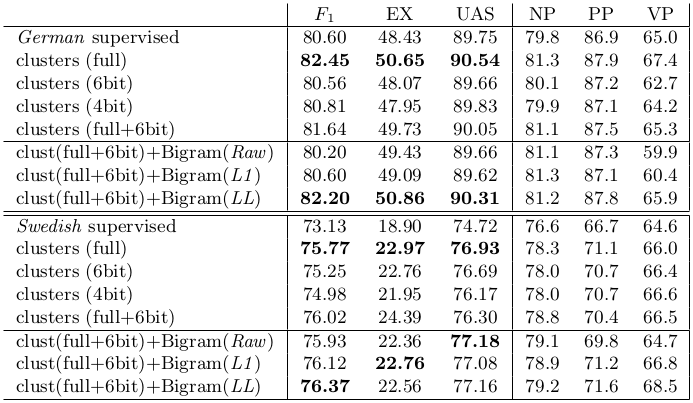 F1 EX UAS NP PP VP
German supervised 80.60 48.43 89.75 79.8 86.9 65.0
clusters (full) 82.45 50.65 90.54 81.3 87.9 67.4
clusters (6bit) 80.56 48.07 89.66 80.1 87.2 62.7
clusters (4bit) 80.81 47.95 89.83 79.9 87.1 64.2
clusters (full+6bit) 81.64 49.73 90.05 81.1 87.5 65.3
clust(full+6bit)+Bigram(Raw) 80.20 49.43 89.66 81.1 87.3 59.9
clust(full+6bit)+Bigram(L1) 80.60 49.09 89.62 81.3 87.1 60.4
clust(full+6bit)+Bigram(LL) 82.20 50.86 90.31 81.2 87.8 65.9
Swedish supervised 73.13 18.90 74.72 76.6 66.7 64.6
clusters (full) 75.77 22.97 76.93 78.3 71.1 66.0
clusters (6bit) 75.25 22.76 76.69 78.0 70.7 66.4
clusters (4bit) 74.98 21.95 76.17 78.0 70.7 66.6
clusters (full+6bit) 76.02 24.39 76.30 78.8 70.4 66.5
clust(full+6bit)+Bigram(Raw) 75.93 22.36 77.18 79.1 69.8 64.7
clust(full+6bit)+Bigram(L1) 76.12 22.76 77.08 78.9 71.2 66.8
clust(full+6bit)+Bigram(LL) 76.37 22.56 77.16 79.2 71.6 68.5